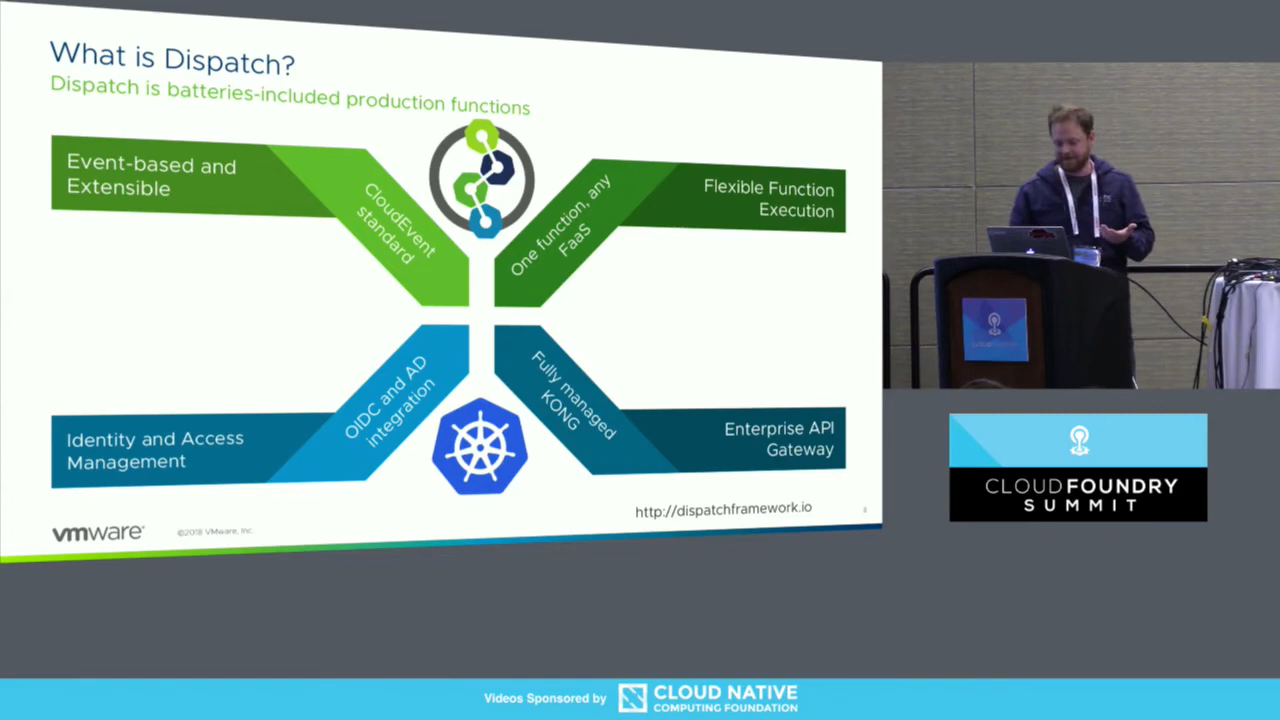 What is Dispatch?
Dispatch is batteries-included production functions
Event-based and
Extensible
CloudEvent
standard
One function, any
FaaS
Flexible Function
Execution
OIDC and AD
integration
Fully managed
KONG
Identity and Access
Management
Enterprise API
Gateway
http://dispatchframework.io
8
vmware
©2018 VMware, Inc.
CLOUD FOUNDRY
SUMMIT
Videos Sponsored by
CLOUD NATIVE
COMPUTING FOUNDATION